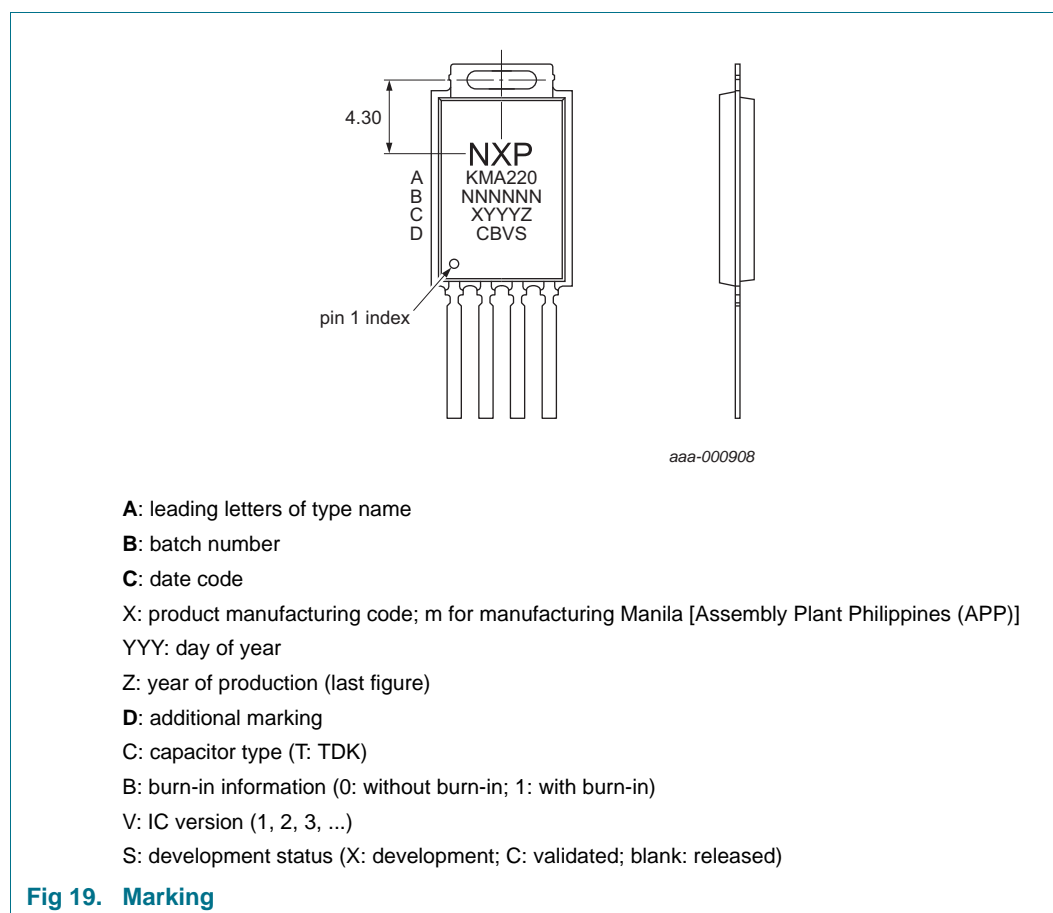 4.30
NXP
A KMA220
B NNNNNN
C XYYYZ
D CBVS
pin 1 index
aaa-000908
A: leading letters of type name
B: batch number
C: date code
X: product manufacturing code; m for manufacturing Manila [Assembly Plant Philippines (APP)]
YYY: day of year
Z: year of production (last figure)
D: additional marking
C: capacitor type (T: TDK)
B: burn-in information (0: without burn-in; 1: with burn-in)
V: IC version (1, 2, 3, ...)
S: development status (X: development; C: validated; blank: released)
Fig 19. Marking